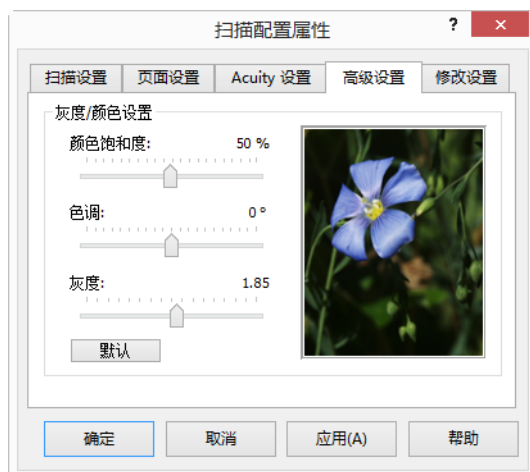 扫描配置属性 ? ×
扫描设置 页面设置 Acuity 设置 高级设置 修改设置
灰度/颜色设置
颜色饱和度: 50 %
色调: 0 °
灰度: 1.85
默认
确定 取消 应用(A) 帮助